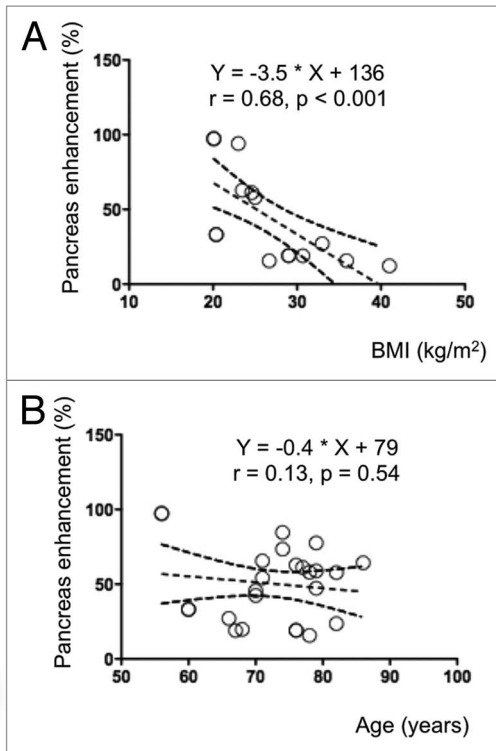 A
Y = -3.5 * X + 136
r = 0.68, p < 0.001
Pancreas enhancement (%)
150
100
50
0
10 20 30 40 50
BMI (kg/m²)
B
Y = -0.4 * X + 79
r = 0.13, p = 0.54
Pancreas enhancement (%)
150
100
50
0
50 60 70 80 90 100
Age (years)